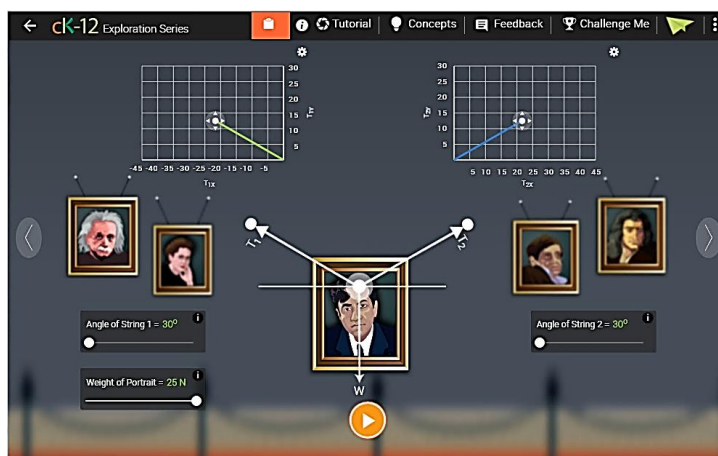 cK-12 Exploration Series
Tutorial
Concepts
Feedback
Challenge Me
30
25
20
15
10
5
T1Y
-45 -40 -35 -30 -25 -20 -15 -10 -5
T1X
30
25
20
15
10
5
T2Y
5 10 15 20 25 30 35 40 45
T2X
T1
T2
W
Angle of String 1 = 30⁰
i
Weight of Portrait = 25 N
i
Angle of String 2 = 30⁰
i